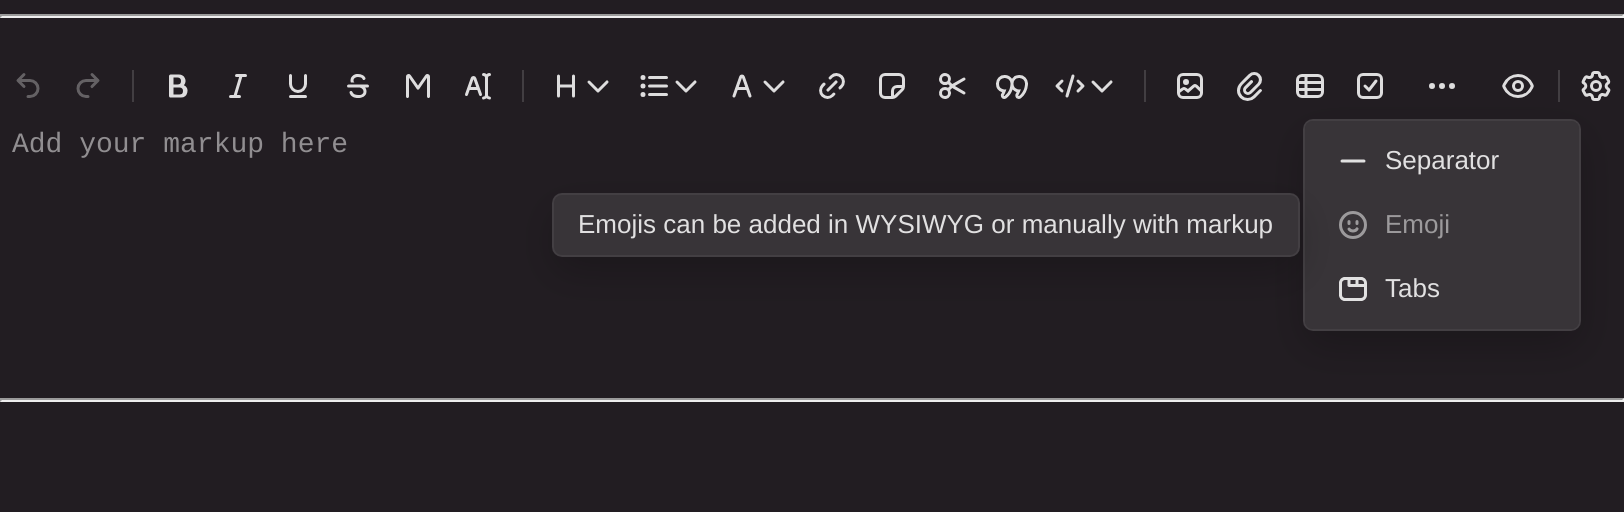 Add your markup here
Separator
Emojis can be added in WYSIWYG or manually with markup
Emoji
Tabs